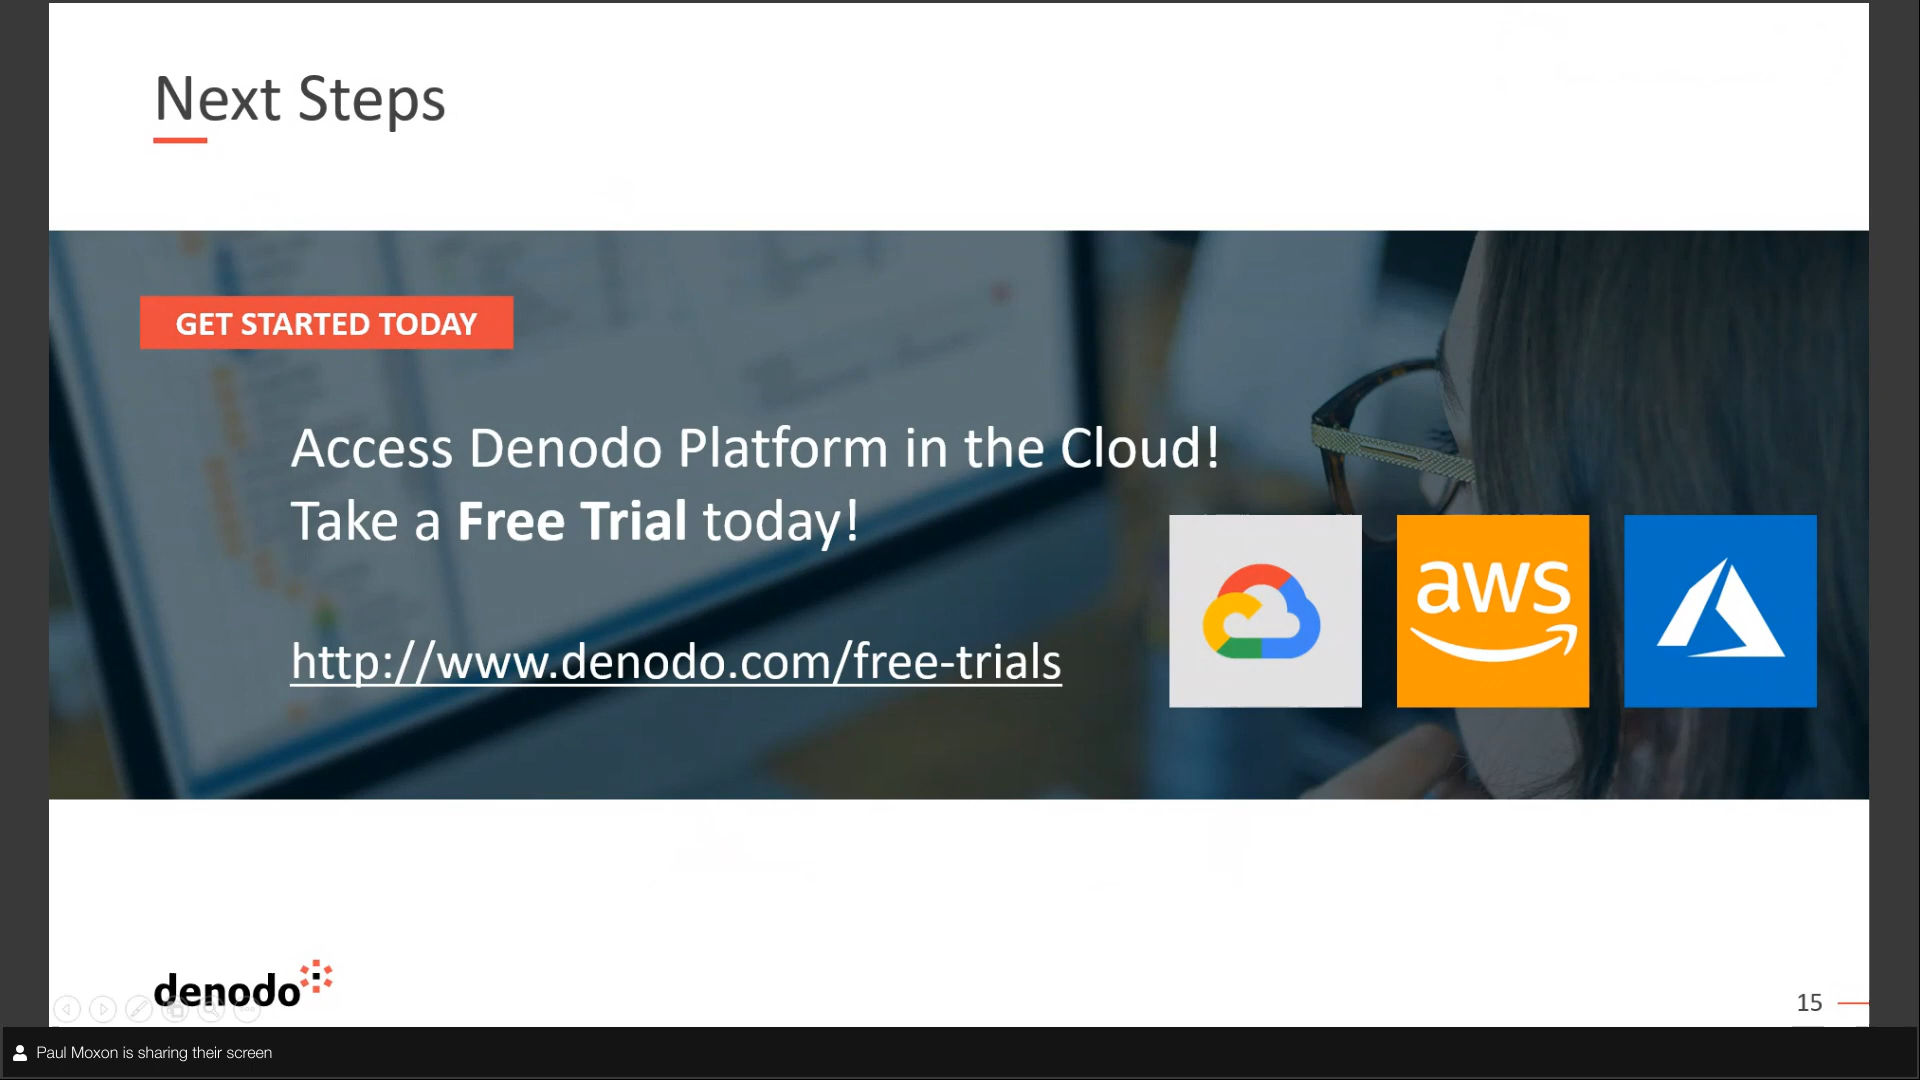 Next Steps
GET STARTED TODAY
Access Denodo Platform in the Cloud!
Take a Free Trial today!
http://www.denodo.com/free-trials
aws
denodo
15
Paul Moxon is sharing their screen